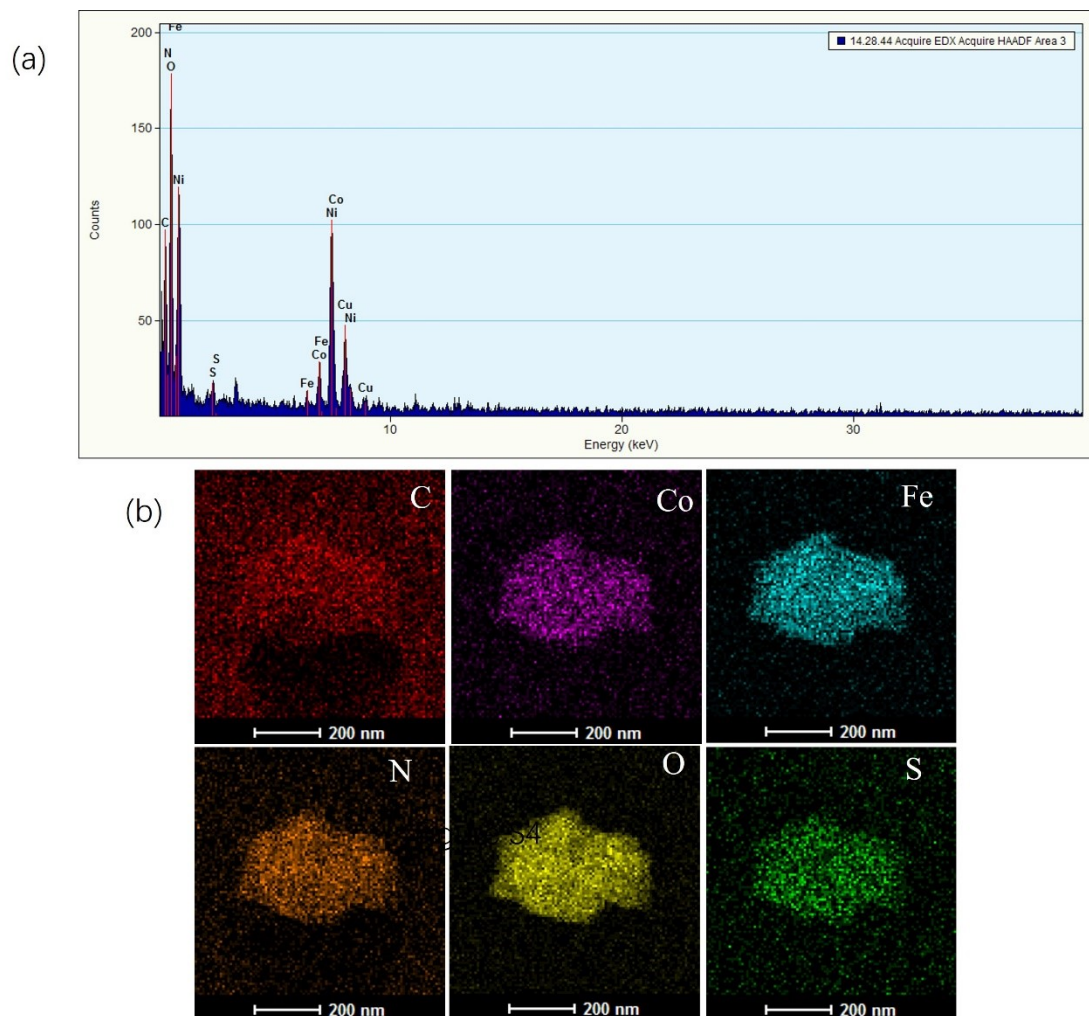 (a)
14.28.44 Acquire EDX Acquire HAADF Area 3
200
150
100
50
Counts
Fe
N
O
Ni
C
S
S
Fe
Fe
Co
Co
Ni
Cu
Ni
Cu
10
20
30
Energy (keV)
(b)
C
Co
Fe
200 nm
200 nm
200 nm
N
O
S
200 nm
200 nm
200 nm